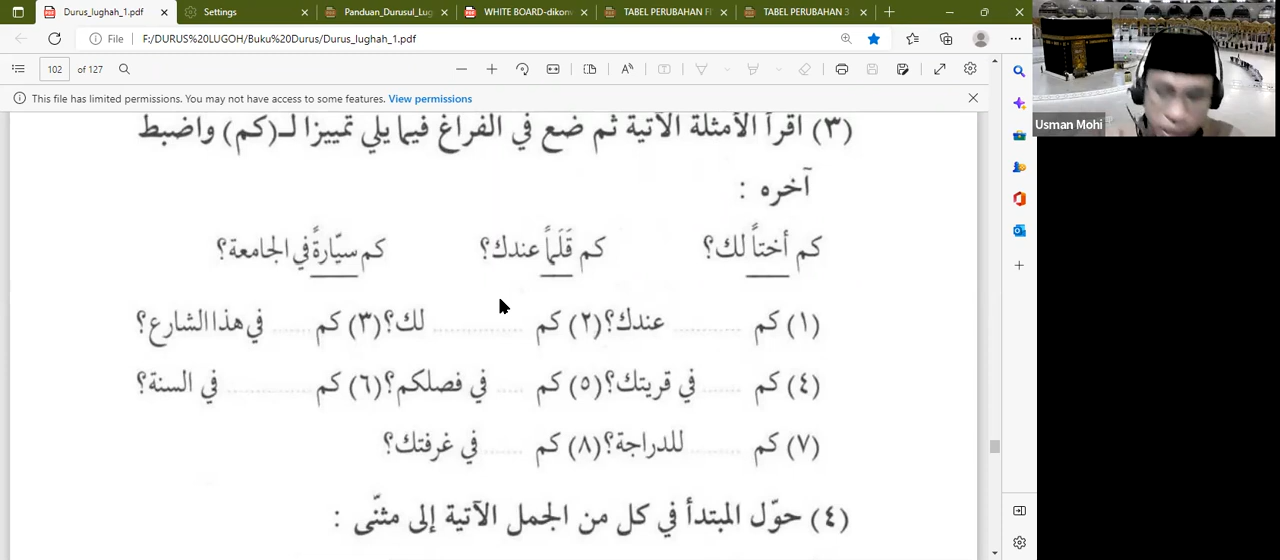 Durus_lughah_1.pdf
Settings
Panduan_Durusul_Lug
WHITE BOARD-dikonv
TABEL PERUBAHAN FI
TABEL PERUBAHAN 3
File F:/DURUS%20LUGOH/Buku%20Durus/Durus_lughah_1.pdf
102 of 127
This file has limited permissions. You may not have access to some features. View permissions
Usman Mohi
(٣) اقرأ الأمثلة الآتية ثم ضع في الفراغ فيما يلي تمييزا لـ(كم) واضبط
آخره :
كم أختاً لك؟ كم قَلَماً عندك؟ كم سيّارةً في الجامعة؟
(١) كم ......... عندك؟ (٢) كم ............ لك؟ (٣) كم ...... في هذا الشارع؟
(٤) كم ...... في قريتك؟ (٥) كم ..... في فصلكم؟ (٦) كم ............ في السنة؟
(٧) كم ........ للدراجة؟ (٨) كم ...... في غرفتك؟
(٤) حوّل المبتدأ في كل من الجمل الآتية إلى مثنّى :